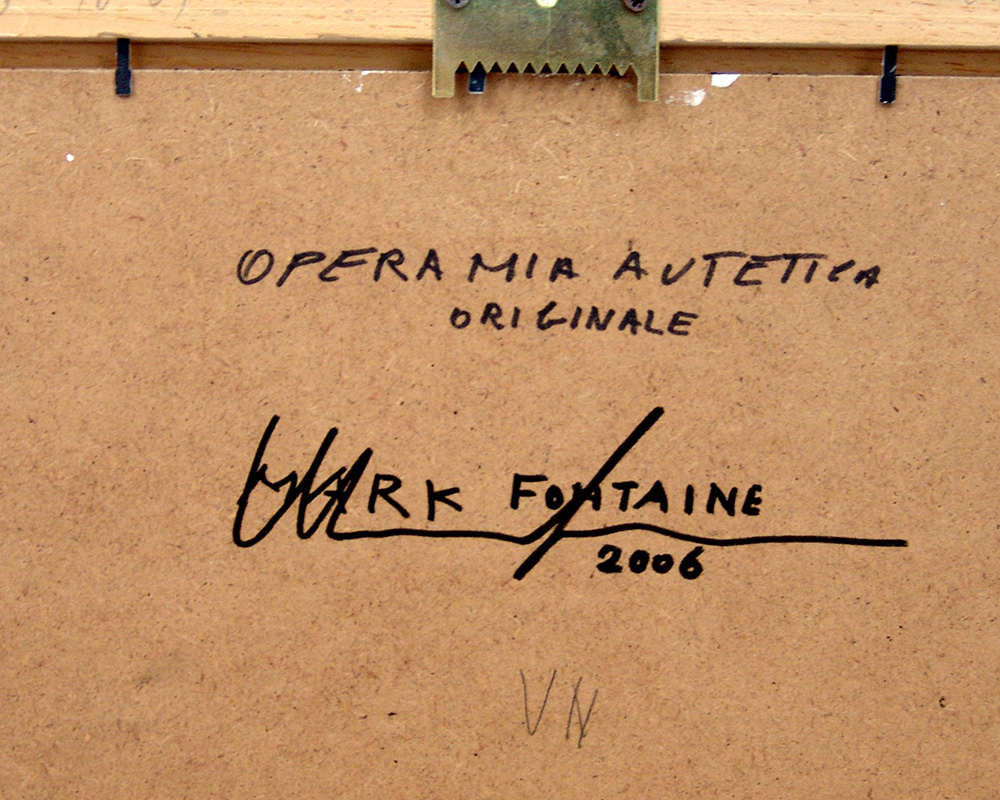 OPERA MIA AUTETICA
ORIGINALE
MARK FONTAINE
2006
VN